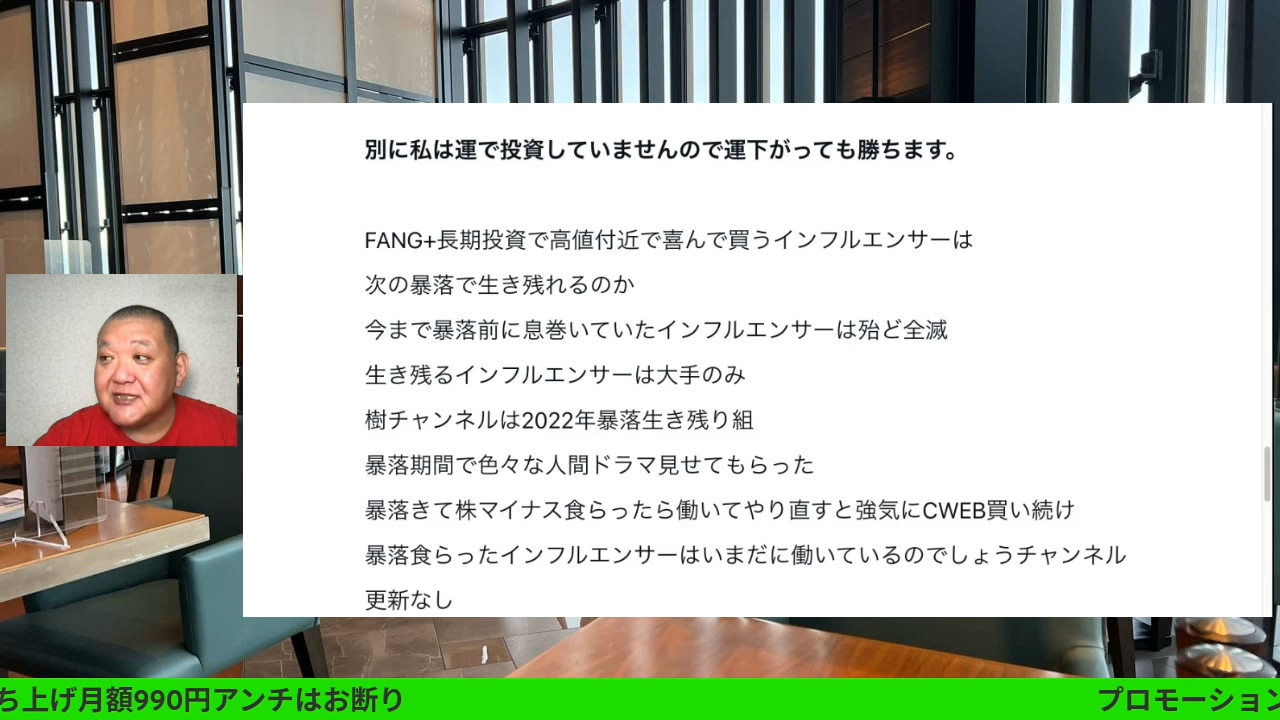 別に私は運で投資していませんので運下がっても勝ちます。
FANG+長期投資で高値付近で喜んで買うインフルエンサーは
次の暴落で生き残れるのか
今まで暴落前に息巻いていたインフルエンサーは殆ど全滅
生き残るインフルエンサーは大手のみ
樹チャンネルは2022年暴落生き残り組
暴落期間で色々な人間ドラマ見せてもらった
暴落きて株マイナス食らったら働いてやり直すと強気にCWEB買い続け
暴落食らったインフルエンサーはいまだに働いているのでしょうチャンネル
更新なし
ち上げ月額990円アンチはお断り
プロモーション